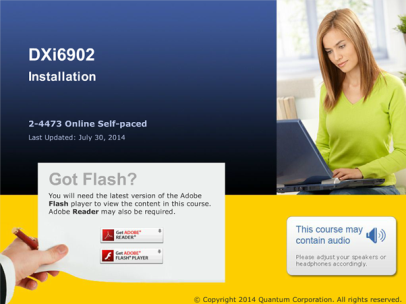 DXi6902
Installation
2-4473 Online Self-paced
Last Updated: July 30, 2014
Got Flash?
You will need the latest version of the Adobe
Flash player to view the content in this course.
Adobe Reader may also be required.
Get ADOBE®
READER®
Get ADOBE®
FLASH® PLAYER
This course may
contain audio
Please adjust your speakers or
headphones accordingly.
© Copyright 2014 Quantum Corporation. All rights reserved.